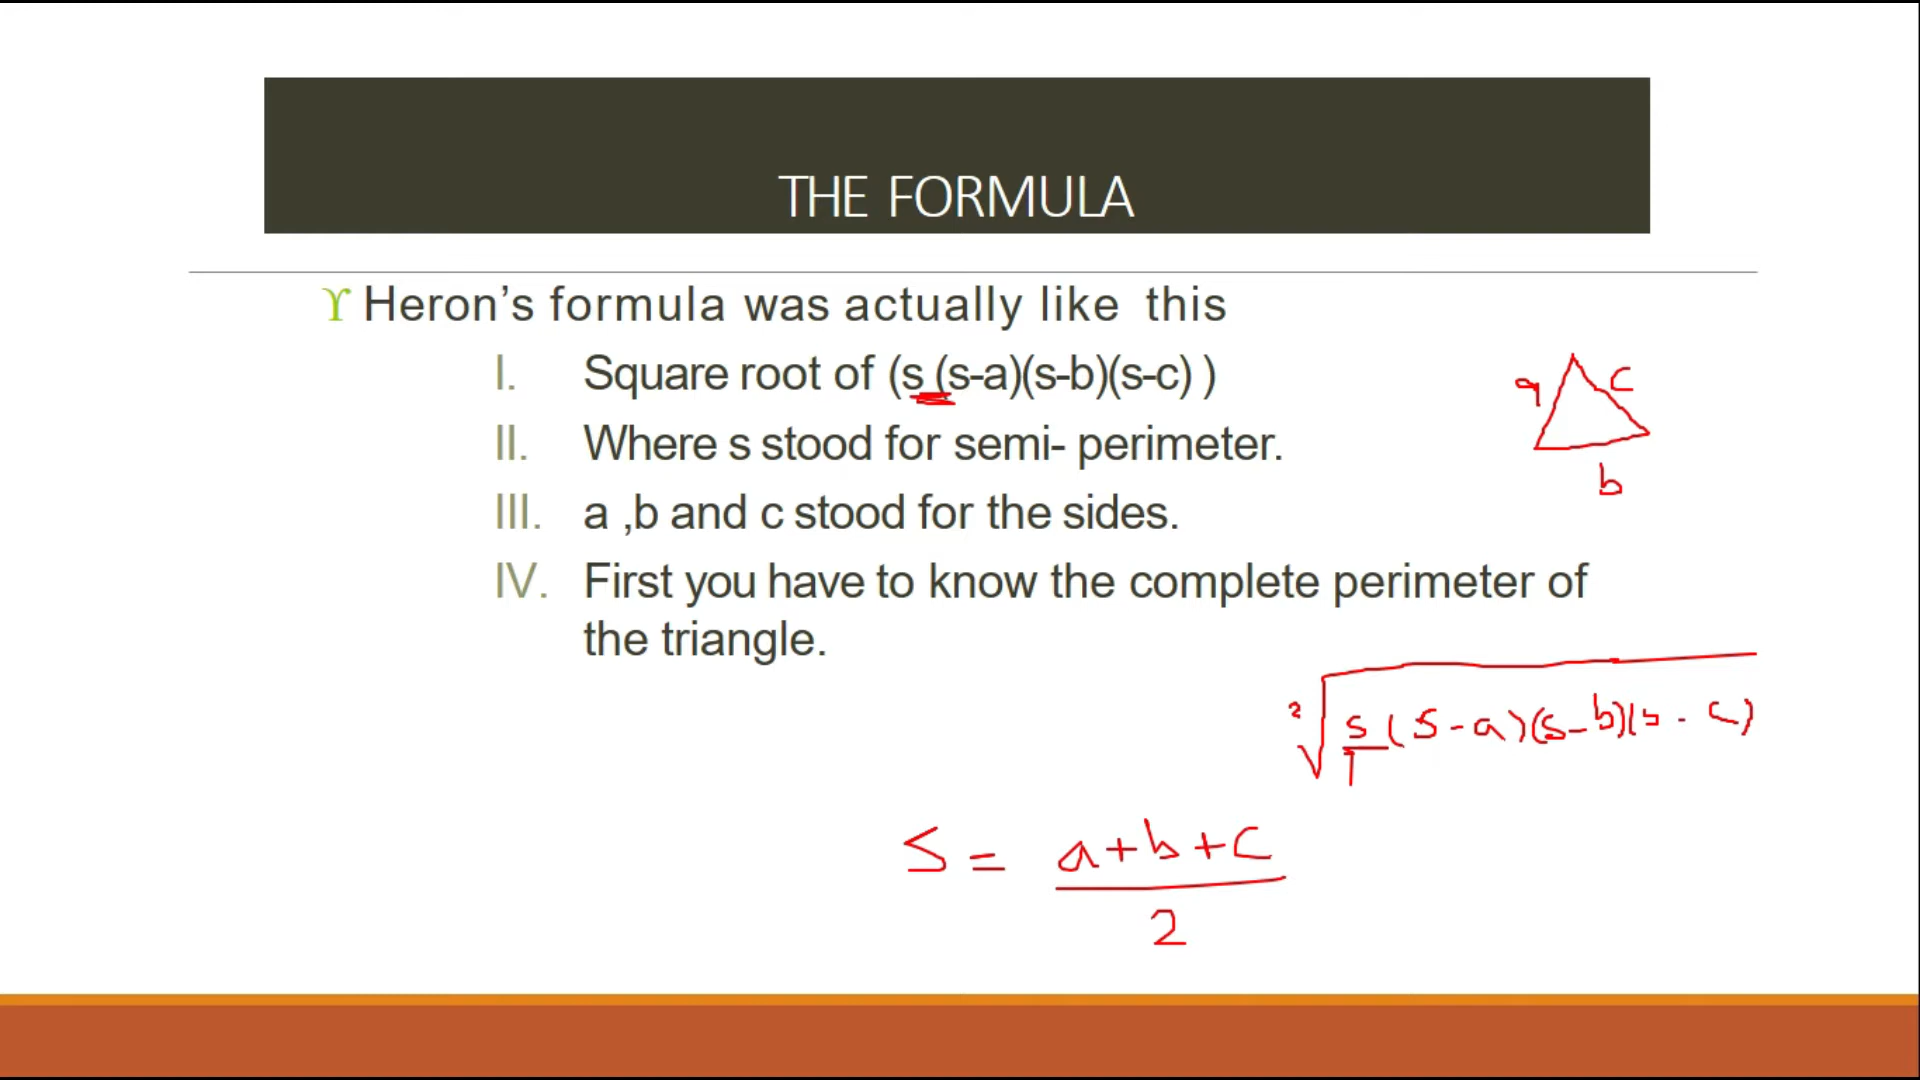 THE FORMULA
ϒ Heron’s formula was actually like this
I. Square root of (s (s-a)(s-b)(s-c) )
II. Where s stood for semi- perimeter.
III. a ,b and c stood for the sides.
IV. First you have to know the complete perimeter of
the triangle.
a c
b
2√s(s-a)(s-b)(s-c)
S = a+b+c
2